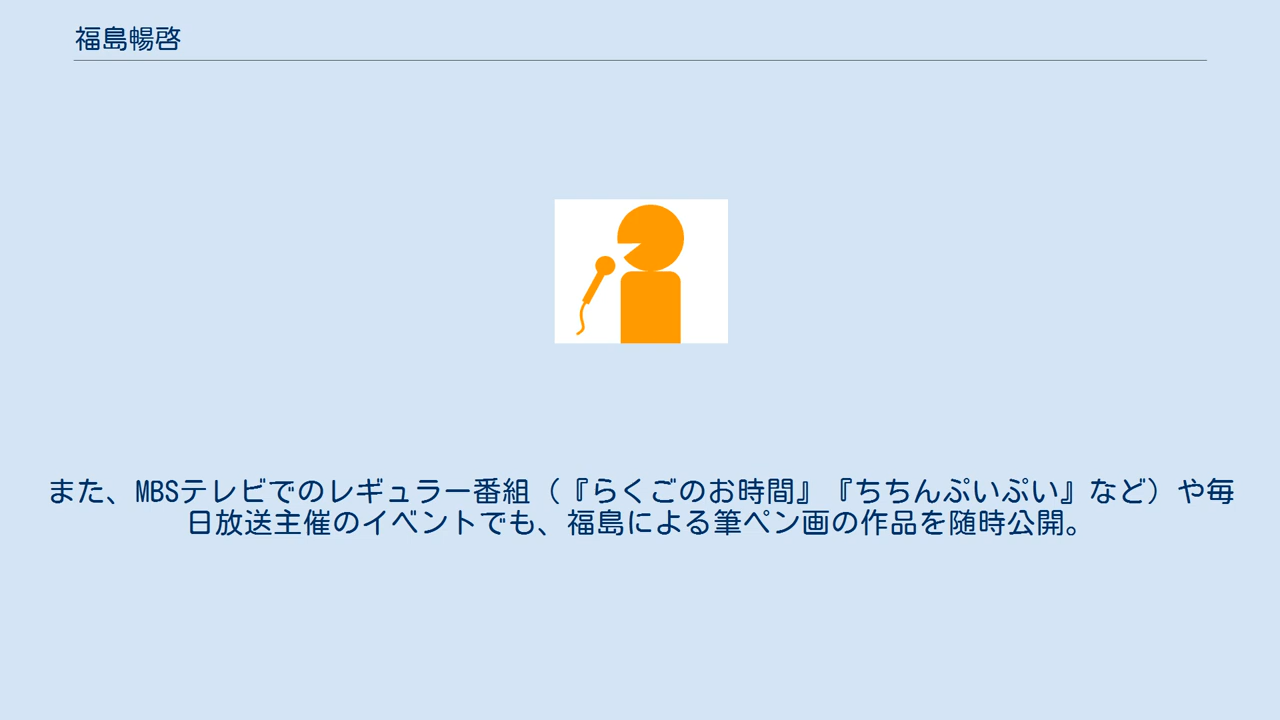 福島暢啓
また、MBSテレビでのレギュラー番組（『らくごのお時間』『ちちんぷいぷい』など）や毎
日放送主催のイベントでも、福島による筆ペン画の作品を随時公開。